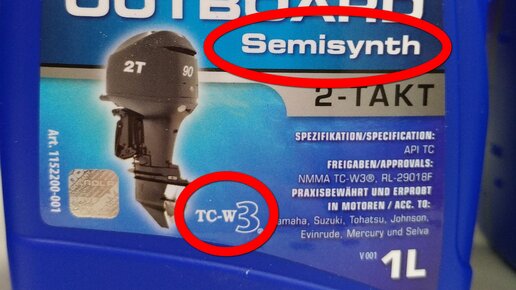 OUTBOARD
Semisynth
2T
90
2-TAKT
SPEZIFIKATION/SPECIFICATION:
API TC
FREIGABEN/APPROVALS:
NMMA TC-W3®, RL-29018F
PRAXISBEWÄHRT UND ERPROBT
IN MOTOREN / ACC. TO:
Yamaha, Suzuki, Tohatsu, Johnson,
Evinrude, Mercury und Selva
TC-W3®
V 001
1L
Art. 1152200-001